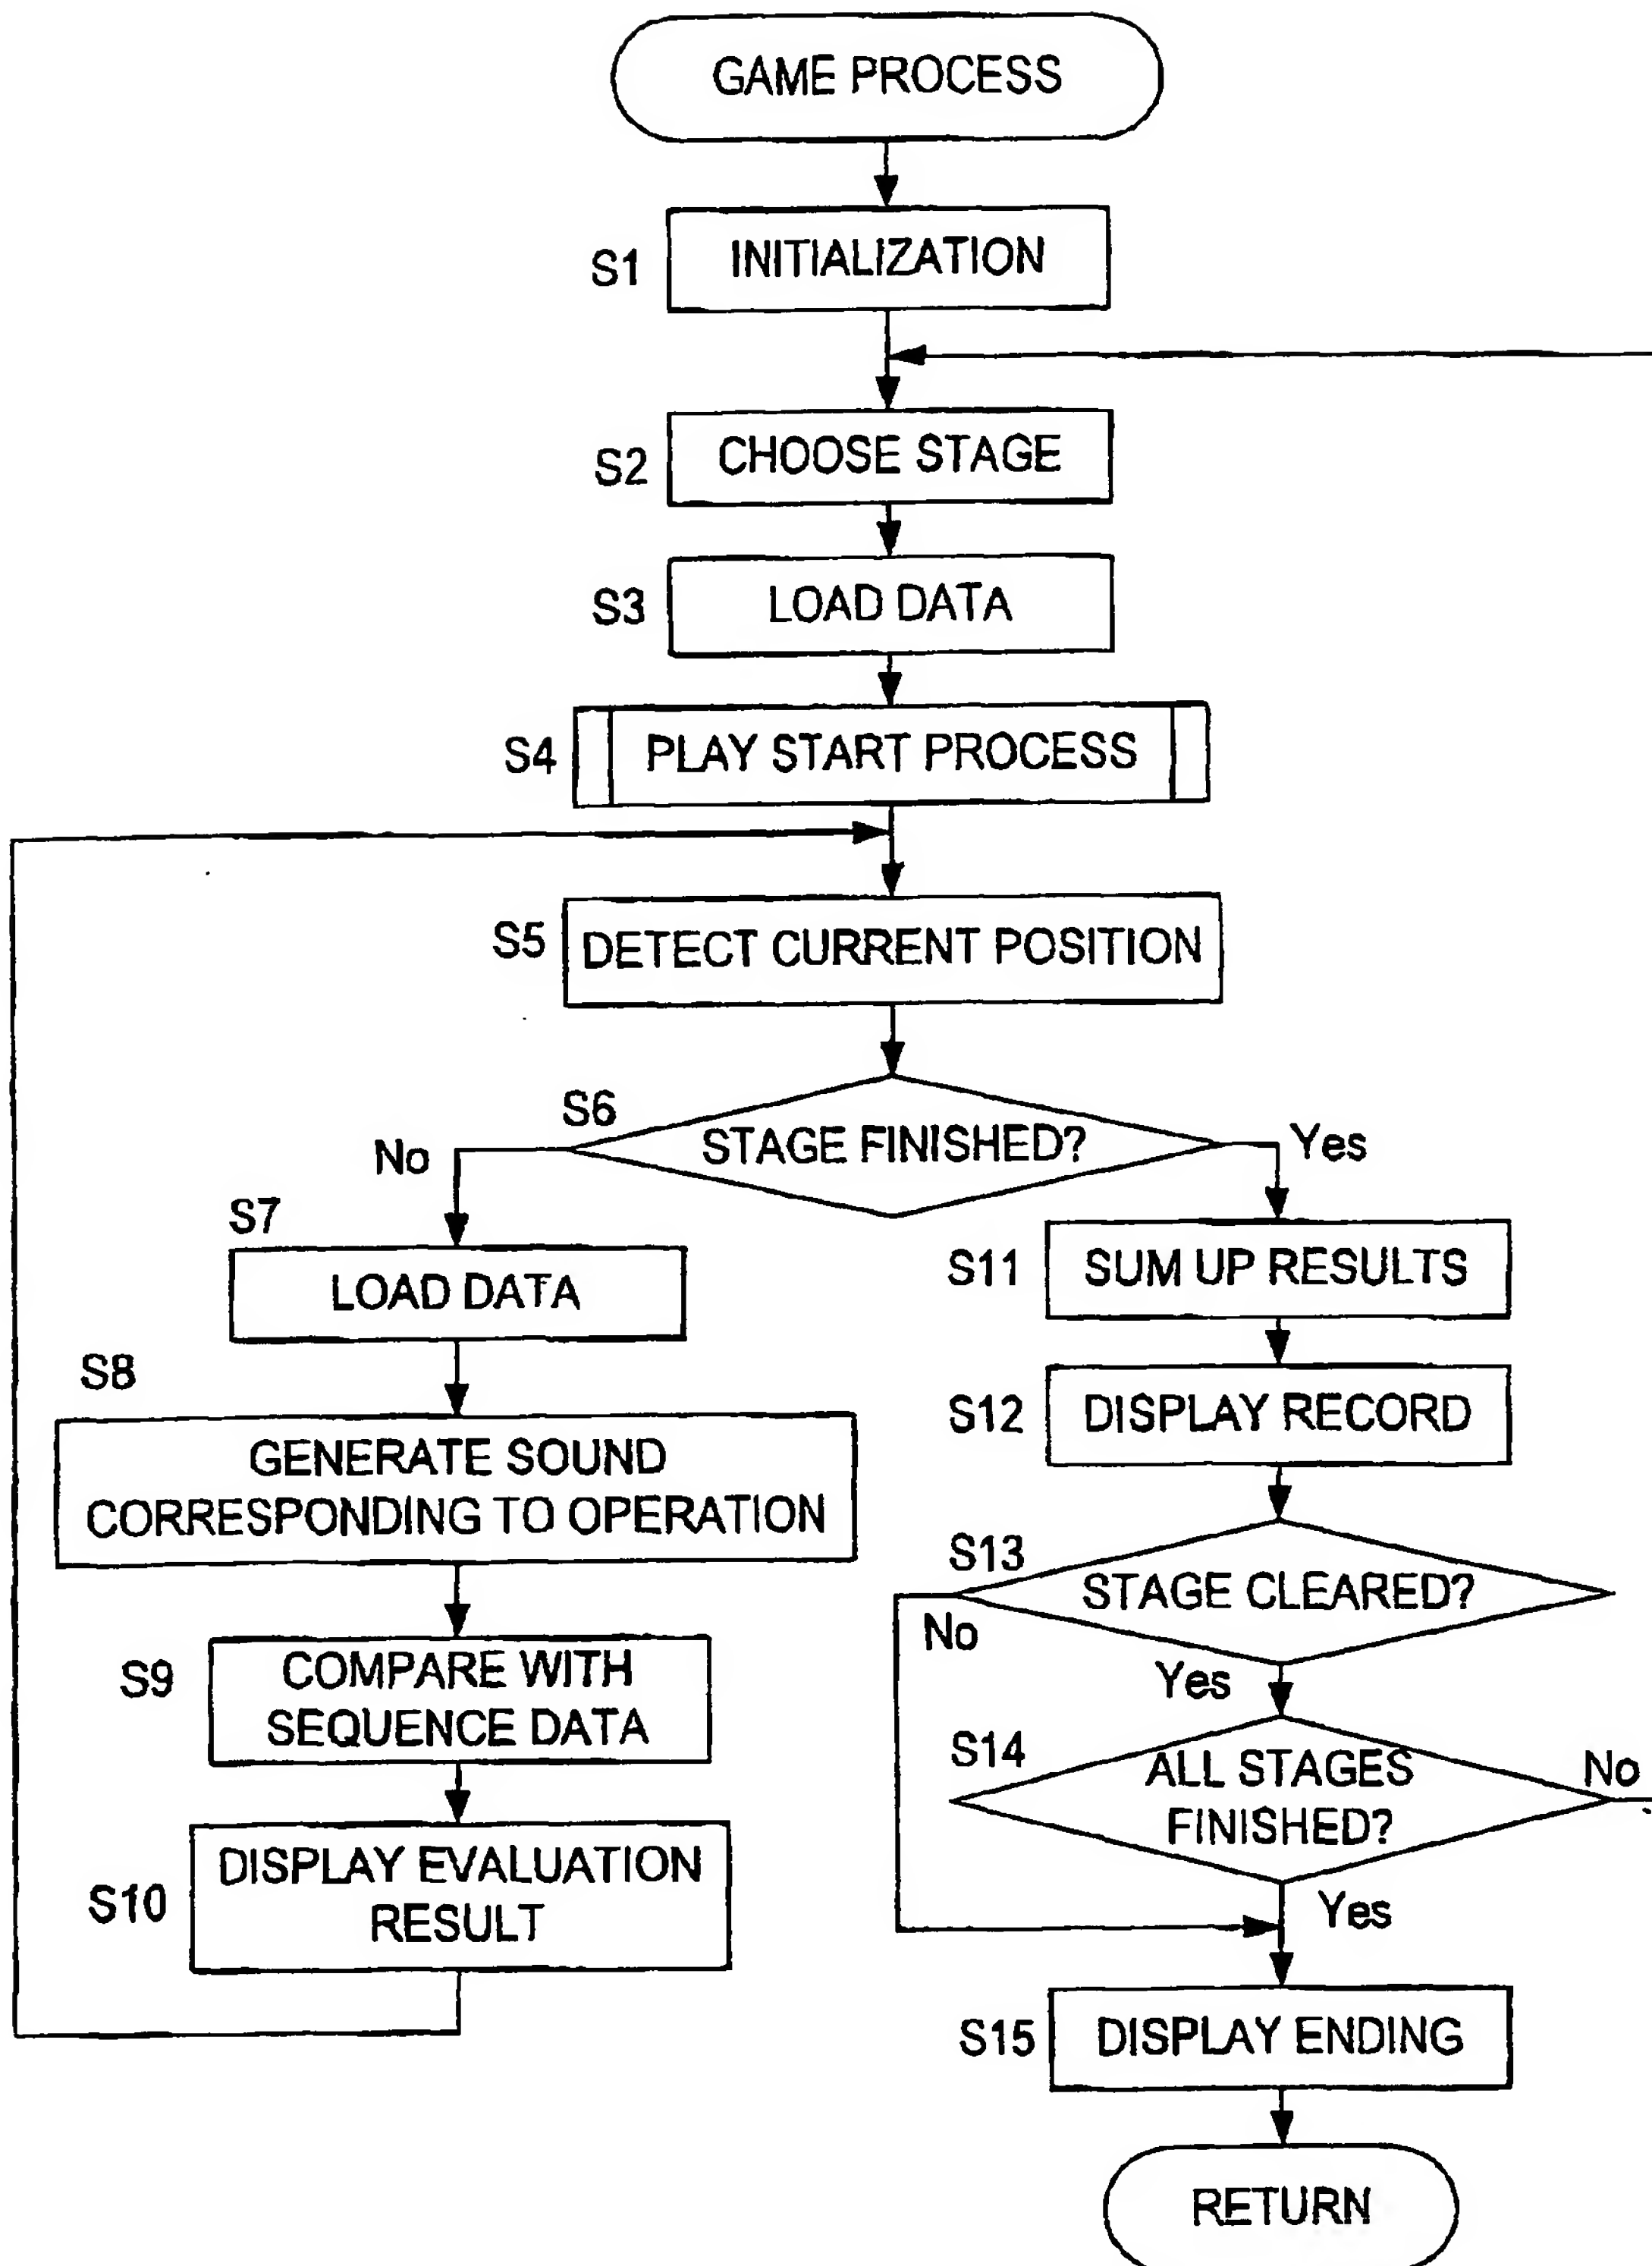 GAME PROCESS
S1
INITIALIZATION
S2
CHOOSE STAGE
S3
LOAD DATA
S4
PLAY START PROCESS
S5
DETECT CURRENT POSITION
S6
STAGE FINISHED?
No
Yes
S7
LOAD DATA
S8
GENERATE SOUND
CORRESPONDING TO OPERATION
S9
COMPARE WITH
SEQUENCE DATA
S10
DISPLAY EVALUATION
RESULT
S11
SUM UP RESULTS
S12
DISPLAY RECORD
S13
STAGE CLEARED?
No
Yes
S14
ALL STAGES
FINISHED?
No
Yes
S15
DISPLAY ENDING
RETURN